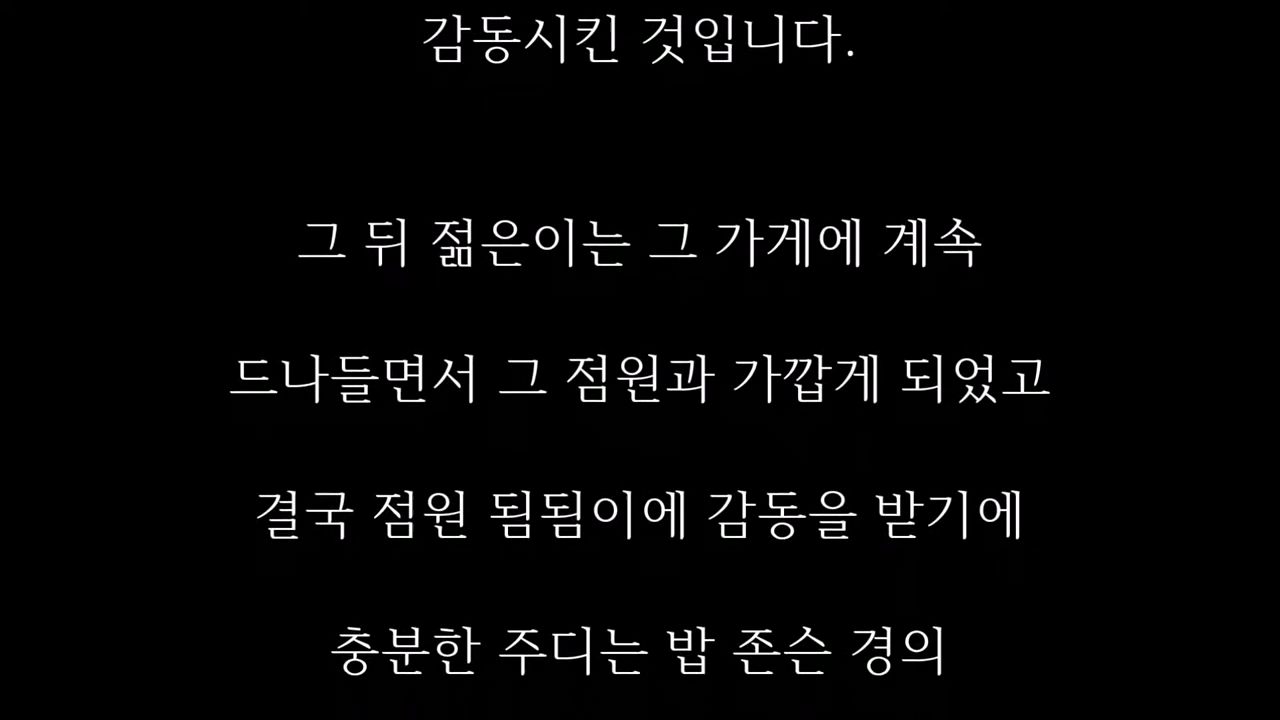 감동시킨 것입니다.
그 뒤 젊은이는 그 가게에 계속
드나들면서 그 점원과 가깝게 되었고
결국 점원 됨됨이에 감동을 받기에
충분한 주디는 밥 존슨 경의